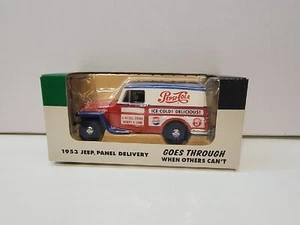 Pepsi-Cola
ICE COLD! DELICIOUS!
1953 JEEP, PANEL DELIVERY
GOES THROUGH
WHEN OTHERS CAN'T